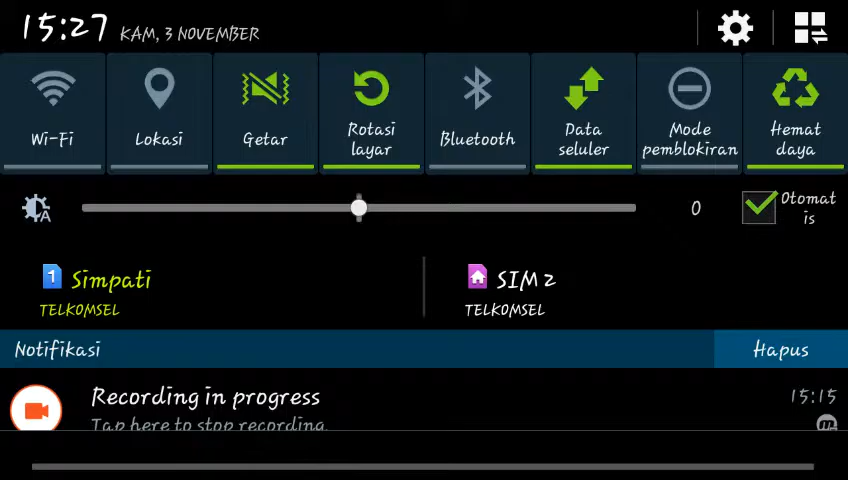 15:27 KAM, 3 NOVEMBER
Wi-Fi
Lokasi
Getar
Rotasi
layar
Bluetooth
Data
seluler
Mode
pemblokiran
Hemat
daya
A
0
Otomat
is
1 Simpati
TELKOMSEL
SIM 2
TELKOMSEL
Notifikasi
Hapus
Recording in progress
15:15
Tap here to stop recording.